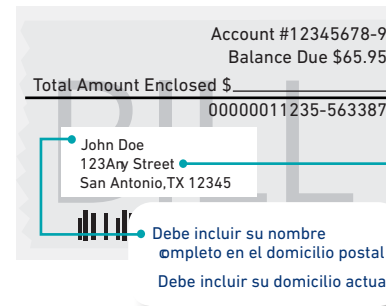 Account #12345678-9
Balance Due $65.95
Total Amount Enclosed $
00000011235-563387
BILL
John Doe
123Any Street
San Antonio,TX 12345
Debe incluir su nombre
completo en el domicilio postal
Debe incluir su domicilio actua